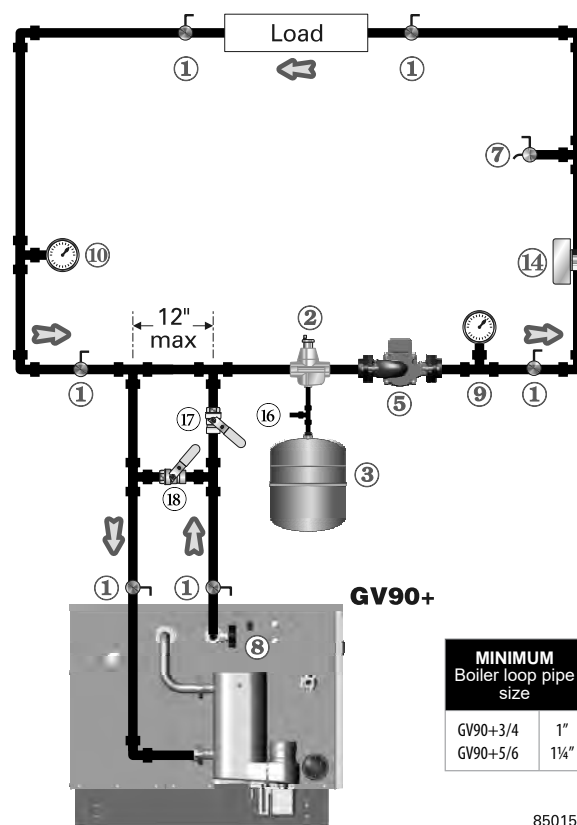 Load
① ①
⑦
⑩ ⑭
12"
max
②
① ⑤ ⑨ ①
⑯
⑰
③
⑱
① ①
GV90+
⑧
MINIMUM
Boiler loop pipe
size
GV90+3/4 1"
GV90+5/6 1¼"
85015